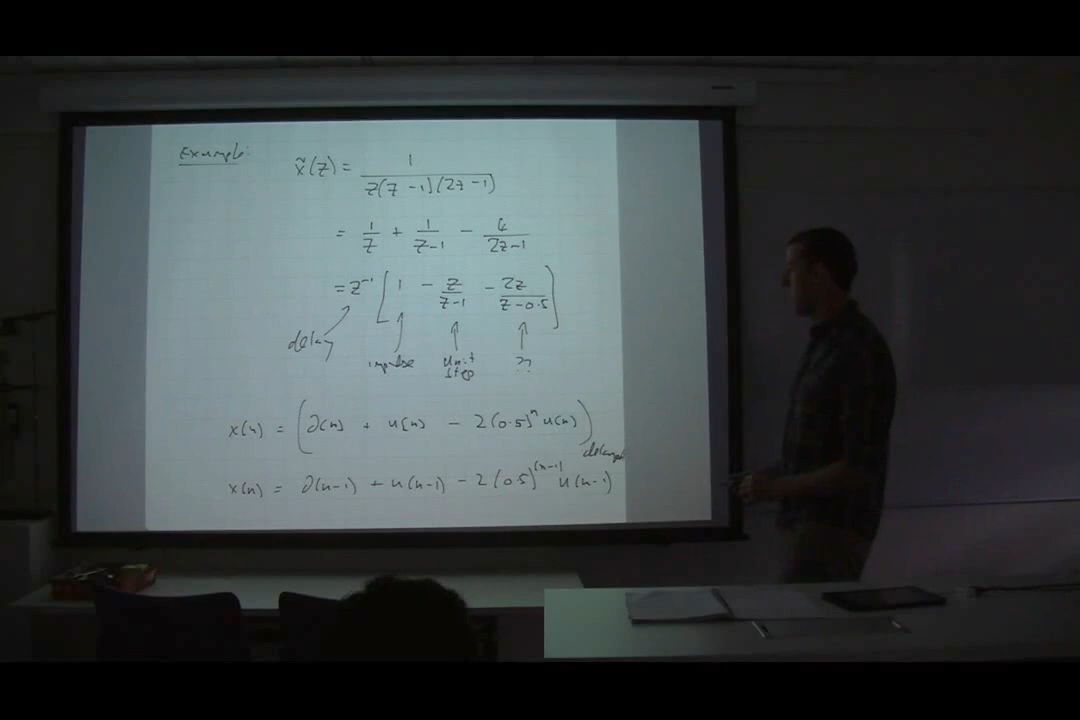 Example:
x̃(z) = 1 / z(z-1)(2z-1)
= 1/z + 1/(z-1) - 4/(2z-1)
= z⁻¹ [ 1 - z/(z-1) - 2z/(z-0.5) ]
delay
impulse unit step ??
x(n) = ( ∂(n) + u(n) - 2(0.5)ⁿ u(n) ) delayed
x(n) = ∂(n-1) + u(n-1) - 2(0.5)⁽ⁿ⁻¹⁾ u(n-1)